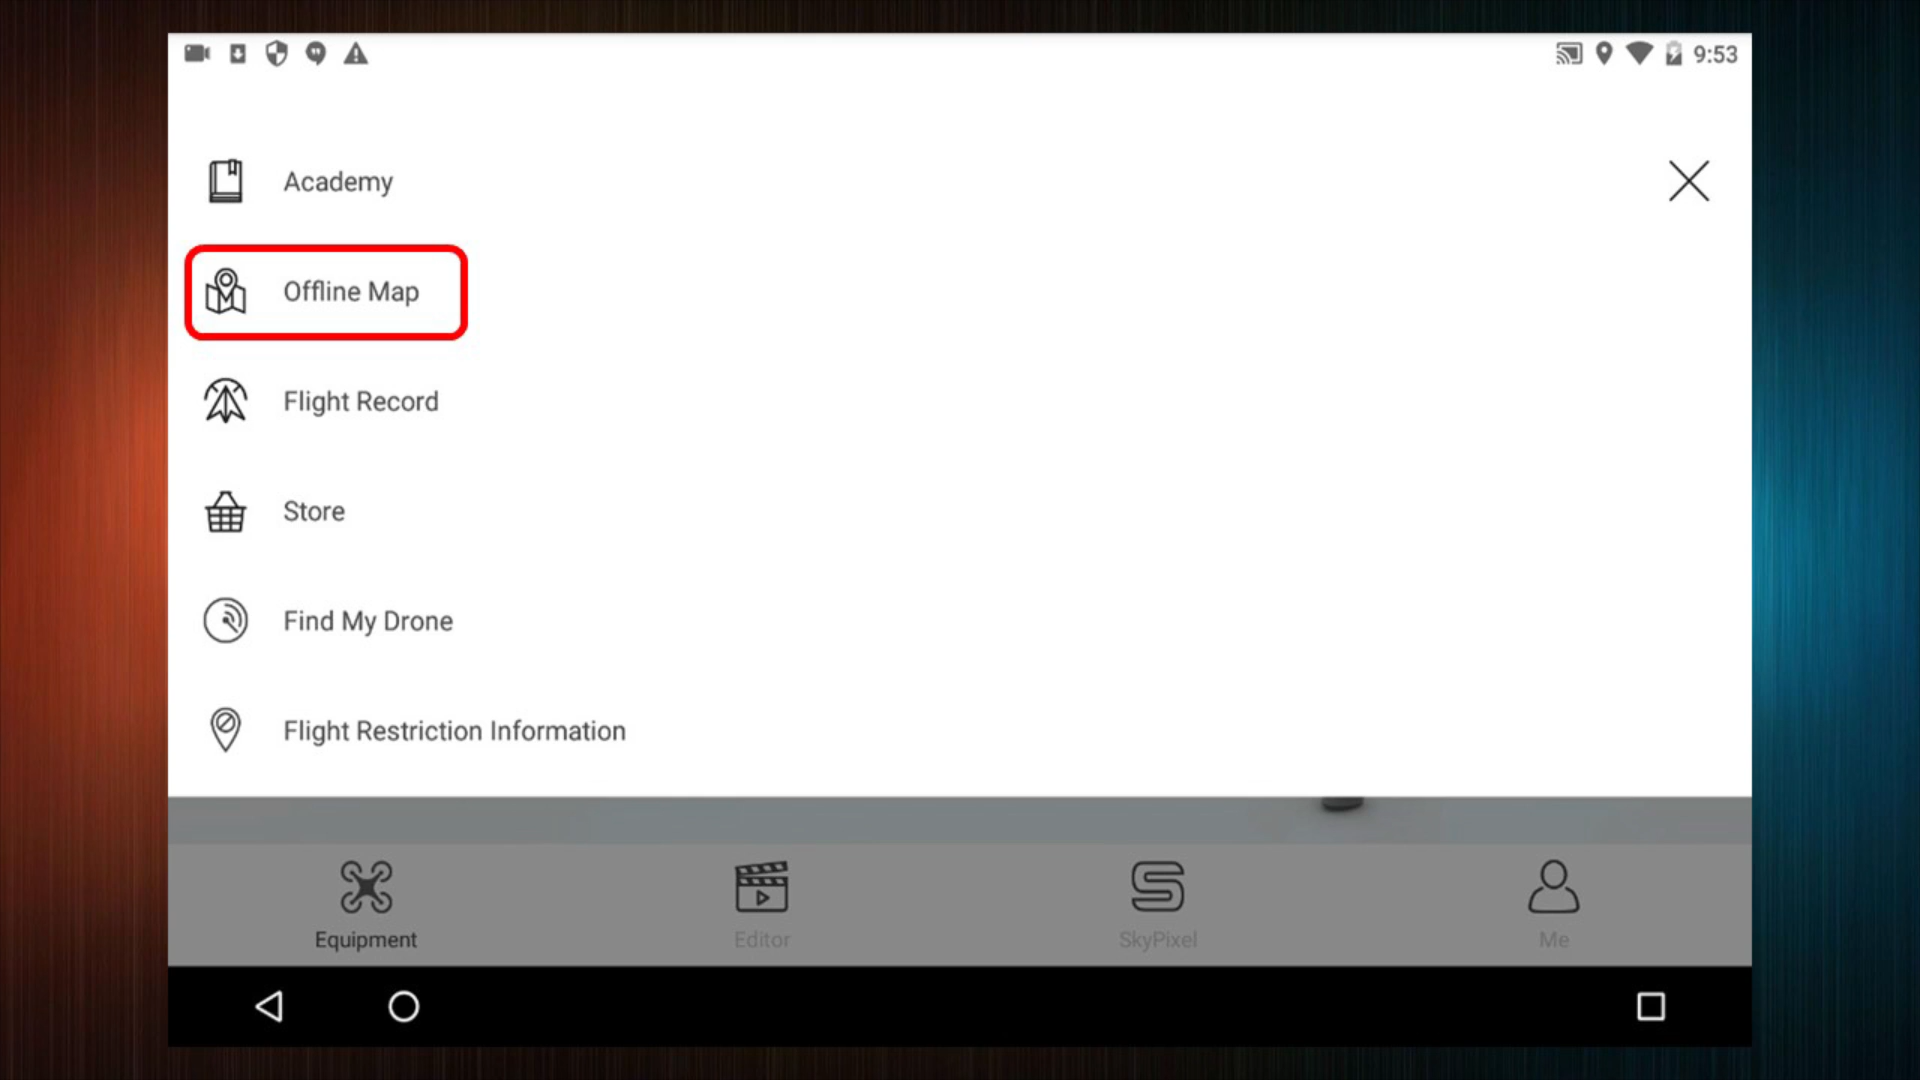 9:53
Academy
Offline Map
Flight Record
Store
Find My Drone
Flight Restriction Information
Equipment
Editor
SkyPixel
Me